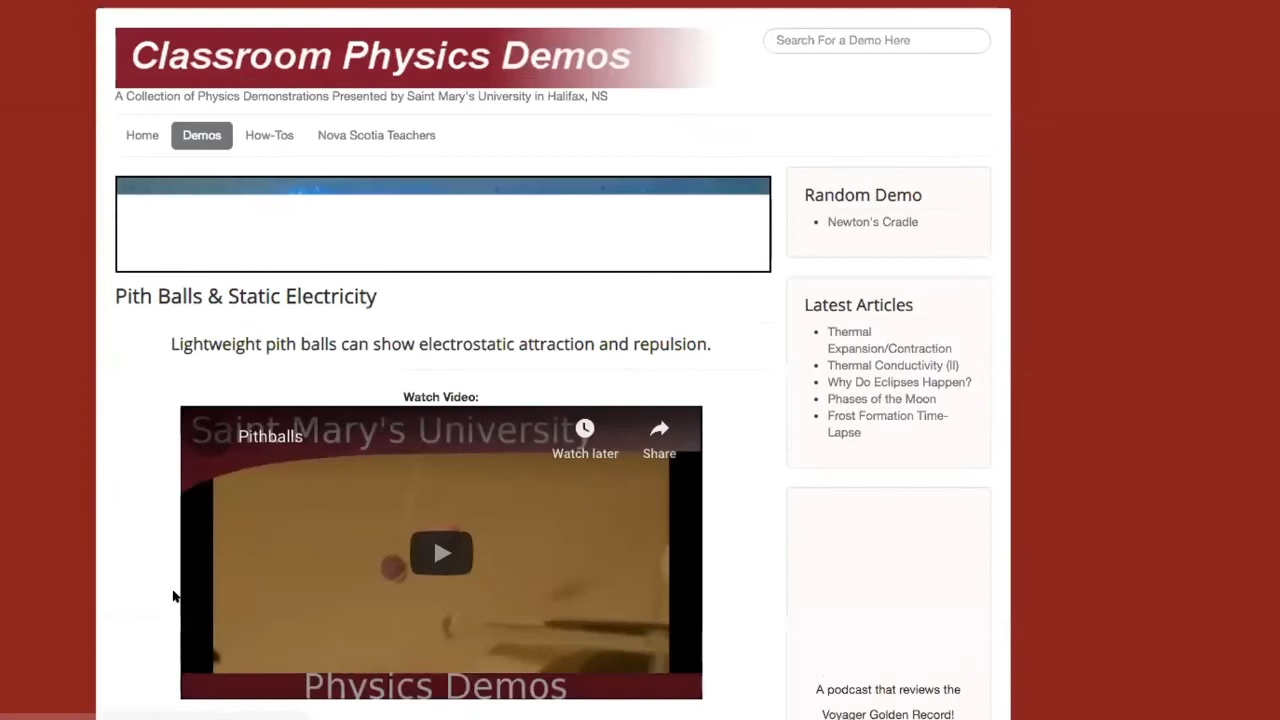 Classroom Physics Demos
Search For a Demo Here
A Collection of Physics Demonstrations Presented by Saint Mary's University in Halifax, NS
Home Demos How-Tos Nova Scotia Teachers
Pith Balls & Static Electricity
Lightweight pith balls can show electrostatic attraction and repulsion.
Watch Video:
Saint Mary's University
Pithballs
Watch later Share
Physics Demos
Random Demo
Newton's Cradle
Latest Articles
Thermal
Expansion/Contraction
Thermal Conductivity (II)
Why Do Eclipses Happen?
Phases of the Moon
Frost Formation Time-
Lapse
A podcast that reviews the
Voyager Golden Record!